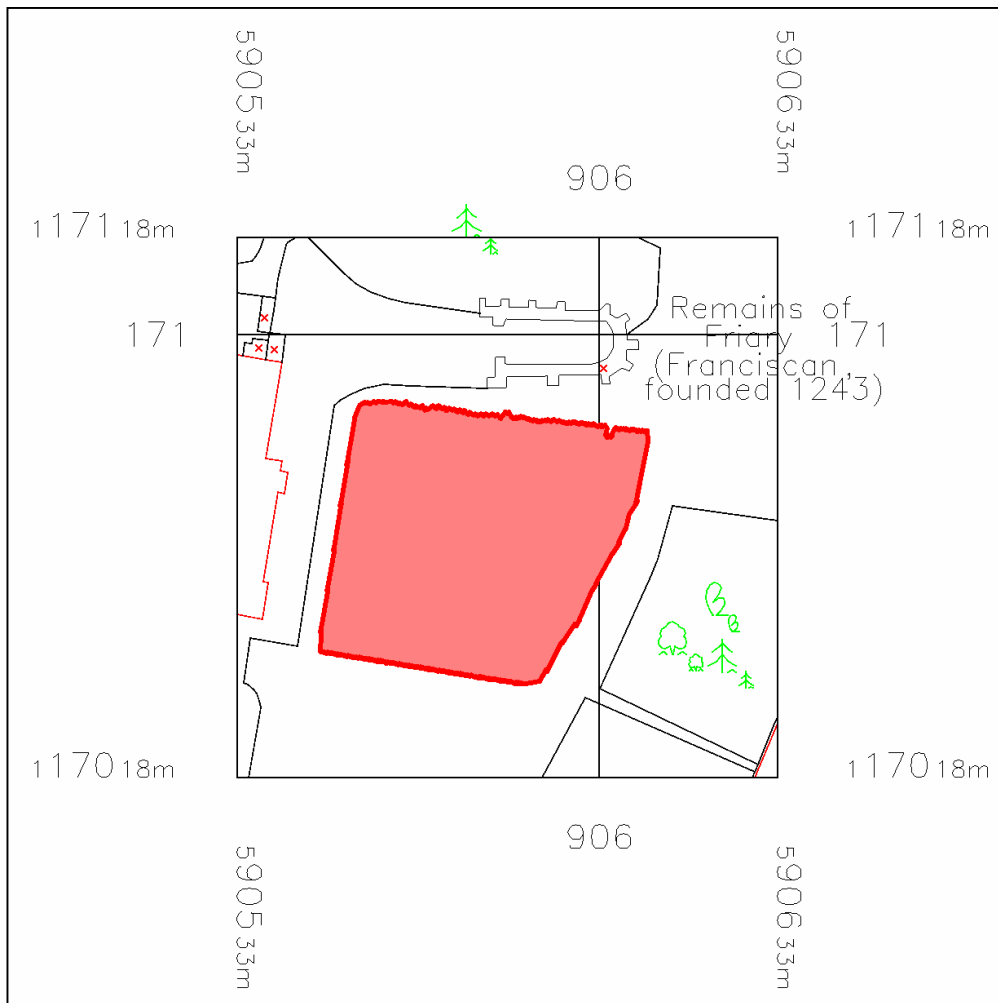 590533m
590633m
906
117118m
117118m
171
Remains of
Friary 171
(Franciscan,
founded 1243)
117018m
117018m
906
590533m
590633m